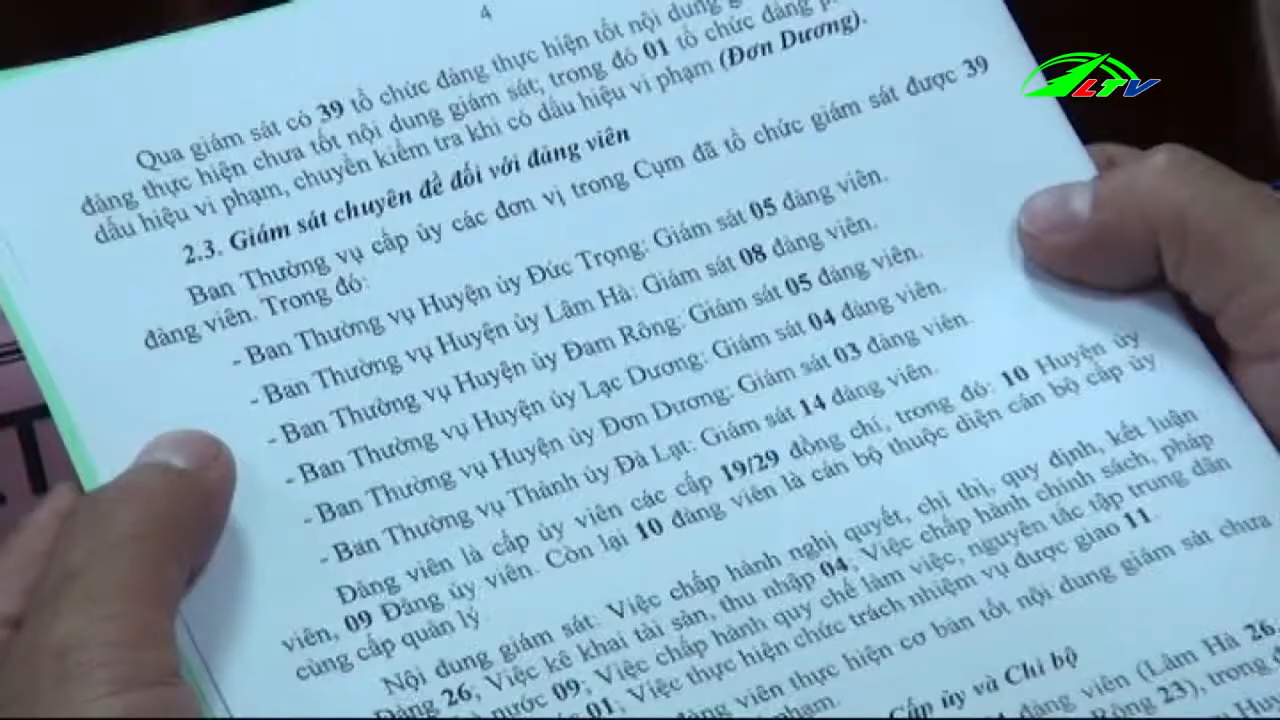 4
Qua giám sát có 39 tổ chức đảng thực hiện tốt nội dung
đảng thực hiện chưa tốt nội dung giám sát; trong đó 01 tổ chức đảng
dấu hiệu vi phạm, chuyển kiểm tra khi có dấu hiệu vi phạm (Đơn Dương).
2.3. Giám sát chuyên đề đối với đảng viên
Ban Thường vụ cấp ủy các đơn vị trong Cụm đã tổ chức giám sát được 39
đảng viên. Trong đó:
- Ban Thường vụ Huyện ủy Đức Trọng: Giám sát 05 đảng viên.
- Ban Thường vụ Huyện ủy Lâm Hà: Giám sát 08 đảng viên.
- Ban Thường vụ Huyện ủy Đam Rông: Giám sát 05 đảng viên.
- Ban Thường vụ Huyện ủy Lạc Dương: Giám sát 04 đảng viên.
- Ban Thường vụ Huyện ủy Đơn Dương: Giám sát 03 đảng viên.
- Ban Thường vụ Thành ủy Đà Lạt: Giám sát 14 đảng viên.
Đảng viên là cấp ủy viên các cấp 19/29 đồng chí, trong đó: 10 Huyện ủy
viên, 09 Đảng ủy viên. Còn lại 10 đảng viên là cán bộ thuộc diện cán bộ cấp ủy
cùng cấp quản lý.
Nội dung giám sát: Việc chấp hành nghị quyết, chỉ thị, quy định, kết luận
Đảng 26; Việc kê khai tài sản, thu nhập 04; Việc chấp hành chính sách, pháp
nước 09; Việc chấp hành quy chế làm việc, nguyên tắc tập trung dân
01; Việc thực hiện chức trách nhiệm vụ được giao 11.
đảng viên thực hiện cơ bản tốt nội dung giám sát chưa
phạm.
Cấp ủy và Chi bộ
đảng viên (Lâm Hà 26,
Rông 23), trong
LTV